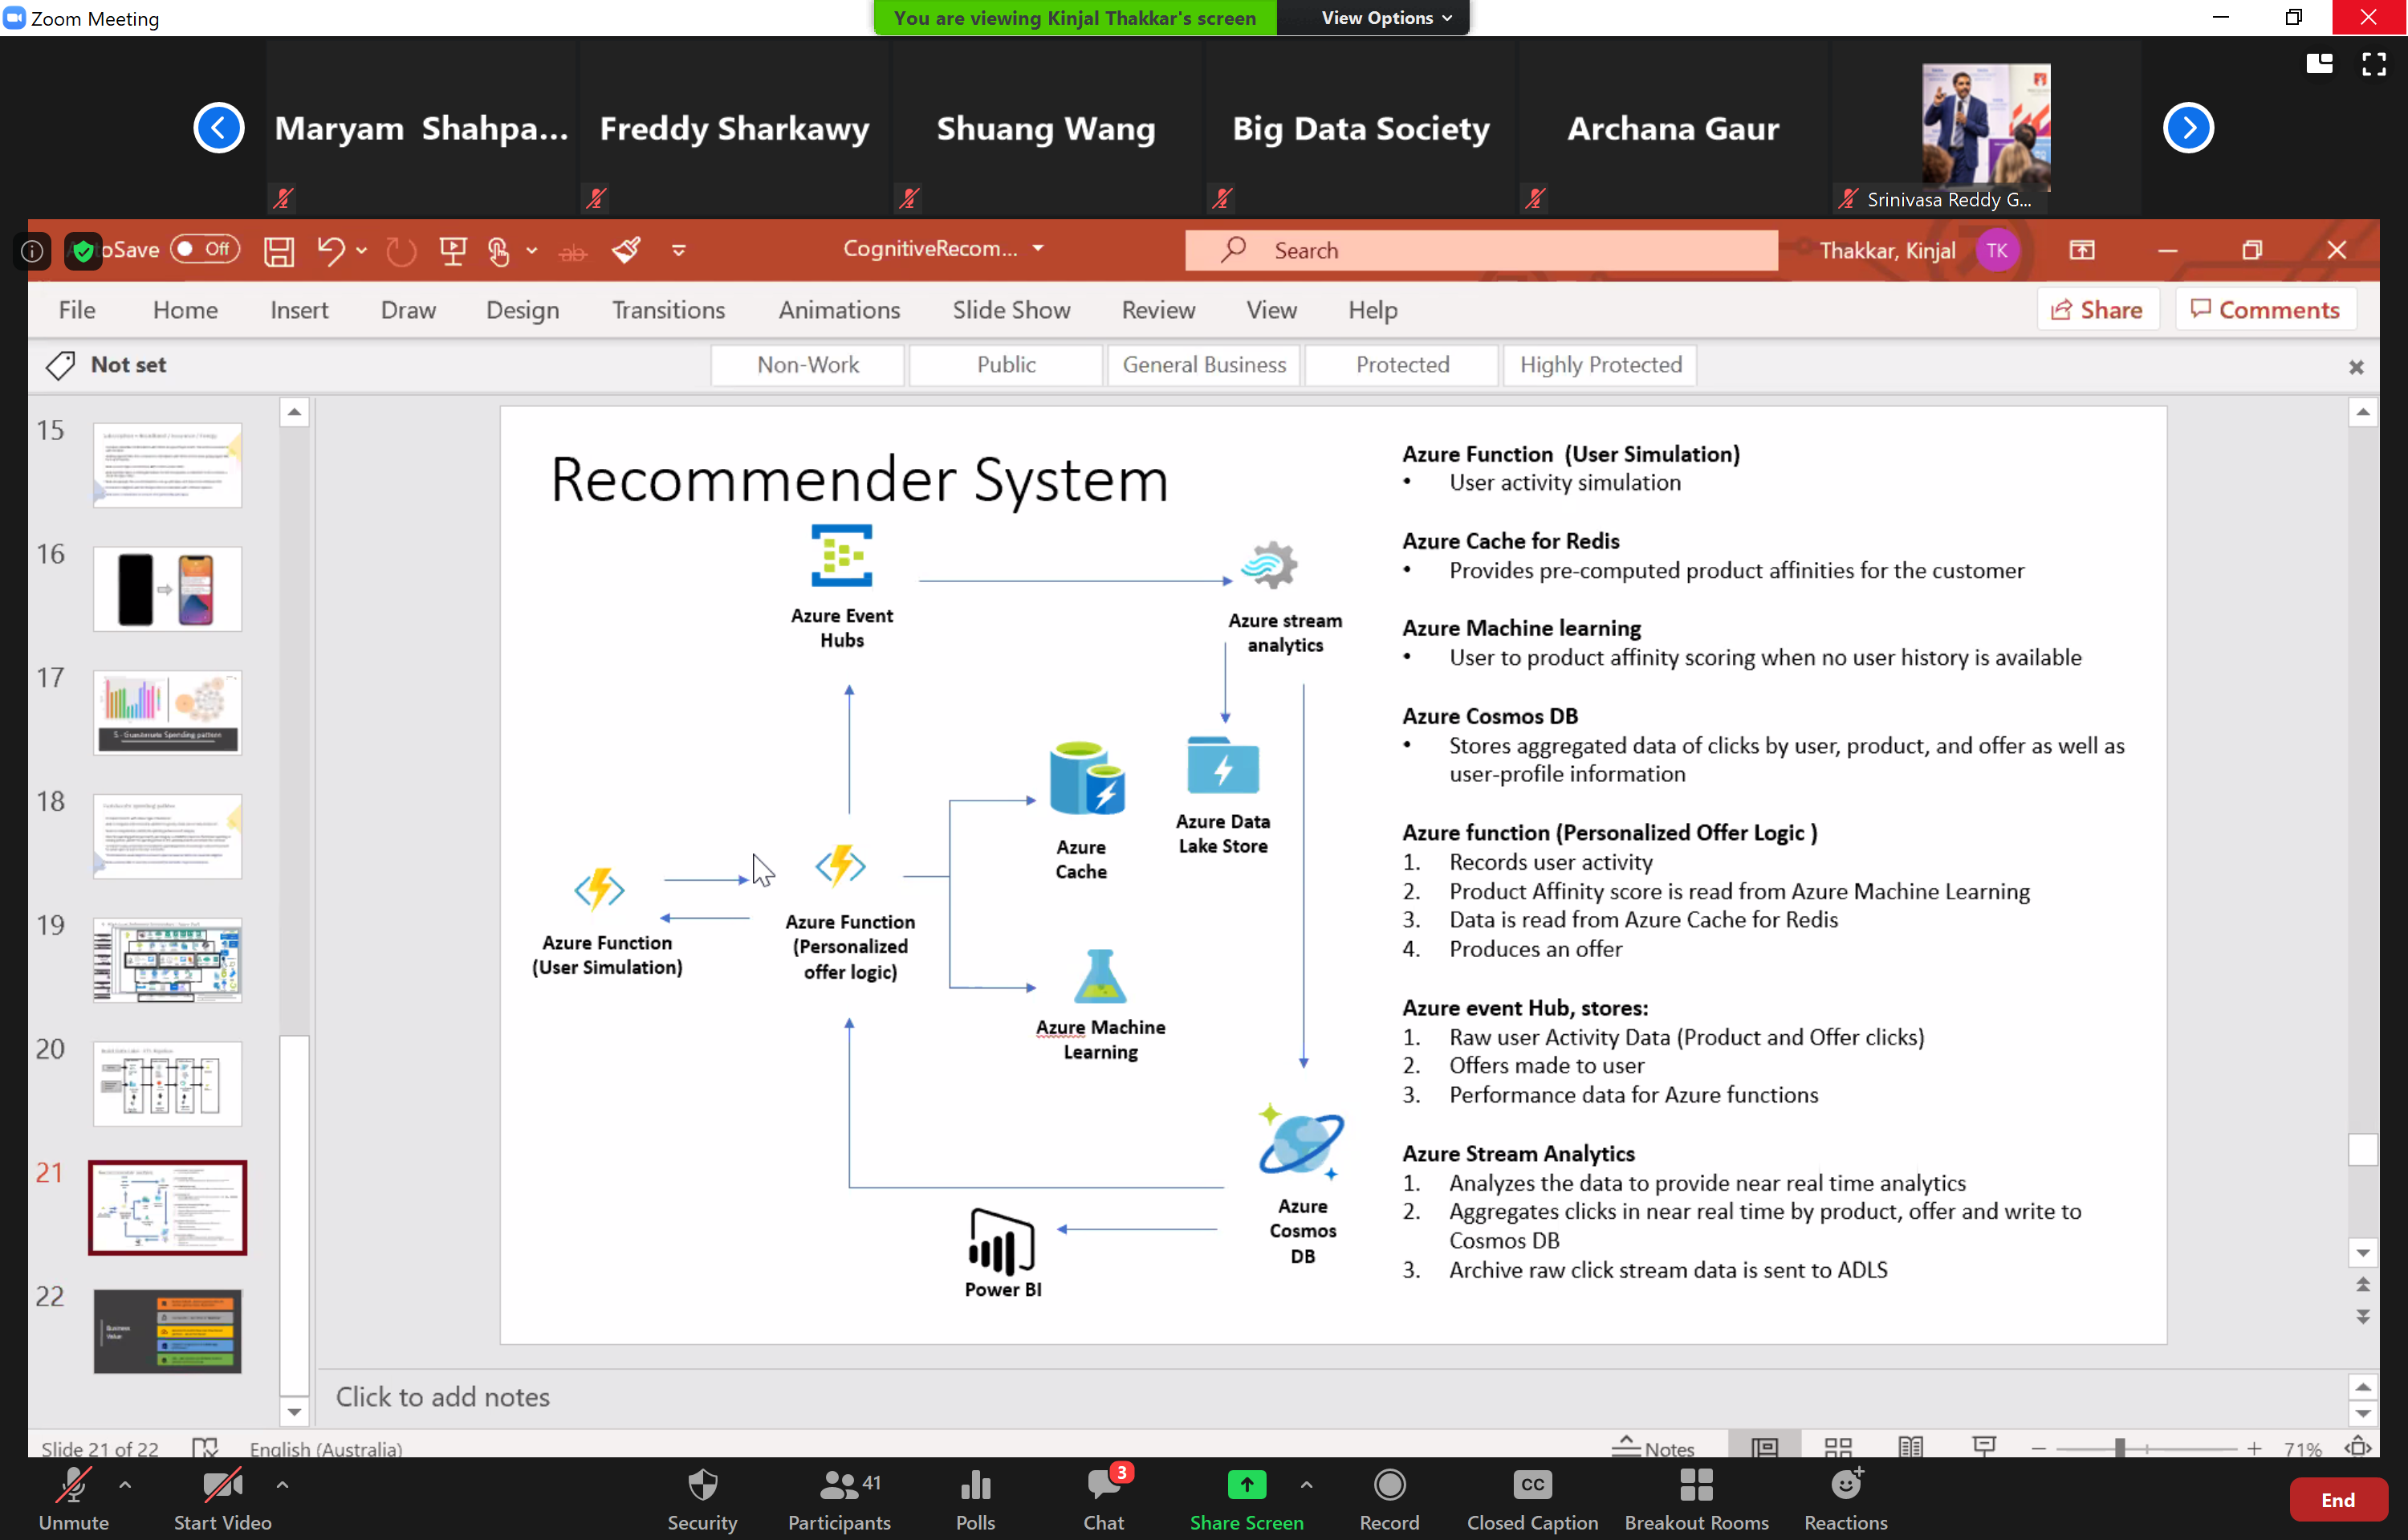 Zoom Meeting
You are viewing Kinjal Thakkar's screen
View Options
Maryam Shahpa...
Freddy Sharkawy
Shuang Wang
Big Data Society
Archana Gaur
Srinivasa Reddy G...
oSave
Off
CognitiveRecom...
Search
Thakkar, Kinjal
TK
File
Home
Insert
Draw
Design
Transitions
Animations
Slide Show
Review
View
Help
Share
Comments
Not set
Non-Work
Public
General Business
Protected
Highly Protected
15
16
17
18
19
20
21
22
Business
Value
Recommender System
Azure Event
Hubs
Azure stream
analytics
Azure
Cache
Azure Data
Lake Store
Azure Function
(User Simulation)
Azure Function
(Personalized
offer logic)
Azure Machine
Learning
Azure
Cosmos
DB
Power BI
Azure Function (User Simulation)
• User activity simulation
Azure Cache for Redis
• Provides pre-computed product affinities for the customer
Azure Machine learning
• User to product affinity scoring when no user history is available
Azure Cosmos DB
• Stores aggregated data of clicks by user, product, and offer as well as
user-profile information
Azure function (Personalized Offer Logic )
1. Records user activity
2. Product Affinity score is read from Azure Machine Learning
3. Data is read from Azure Cache for Redis
4. Produces an offer
Azure event Hub, stores:
1. Raw user Activity Data (Product and Offer clicks)
2. Offers made to user
3. Performance data for Azure functions
Azure Stream Analytics
1. Analyzes the data to provide near real time analytics
2. Aggregates clicks in near real time by product, offer and write to
Cosmos DB
3. Archive raw click stream data is sent to ADLS
Click to add notes
Slide 21 of 22
English (Australia)
Notes
71%
Unmute
Start Video
Security
41
Participants
Polls
3
Chat
Share Screen
Record
CC
Closed Caption
Breakout Rooms
Reactions
End